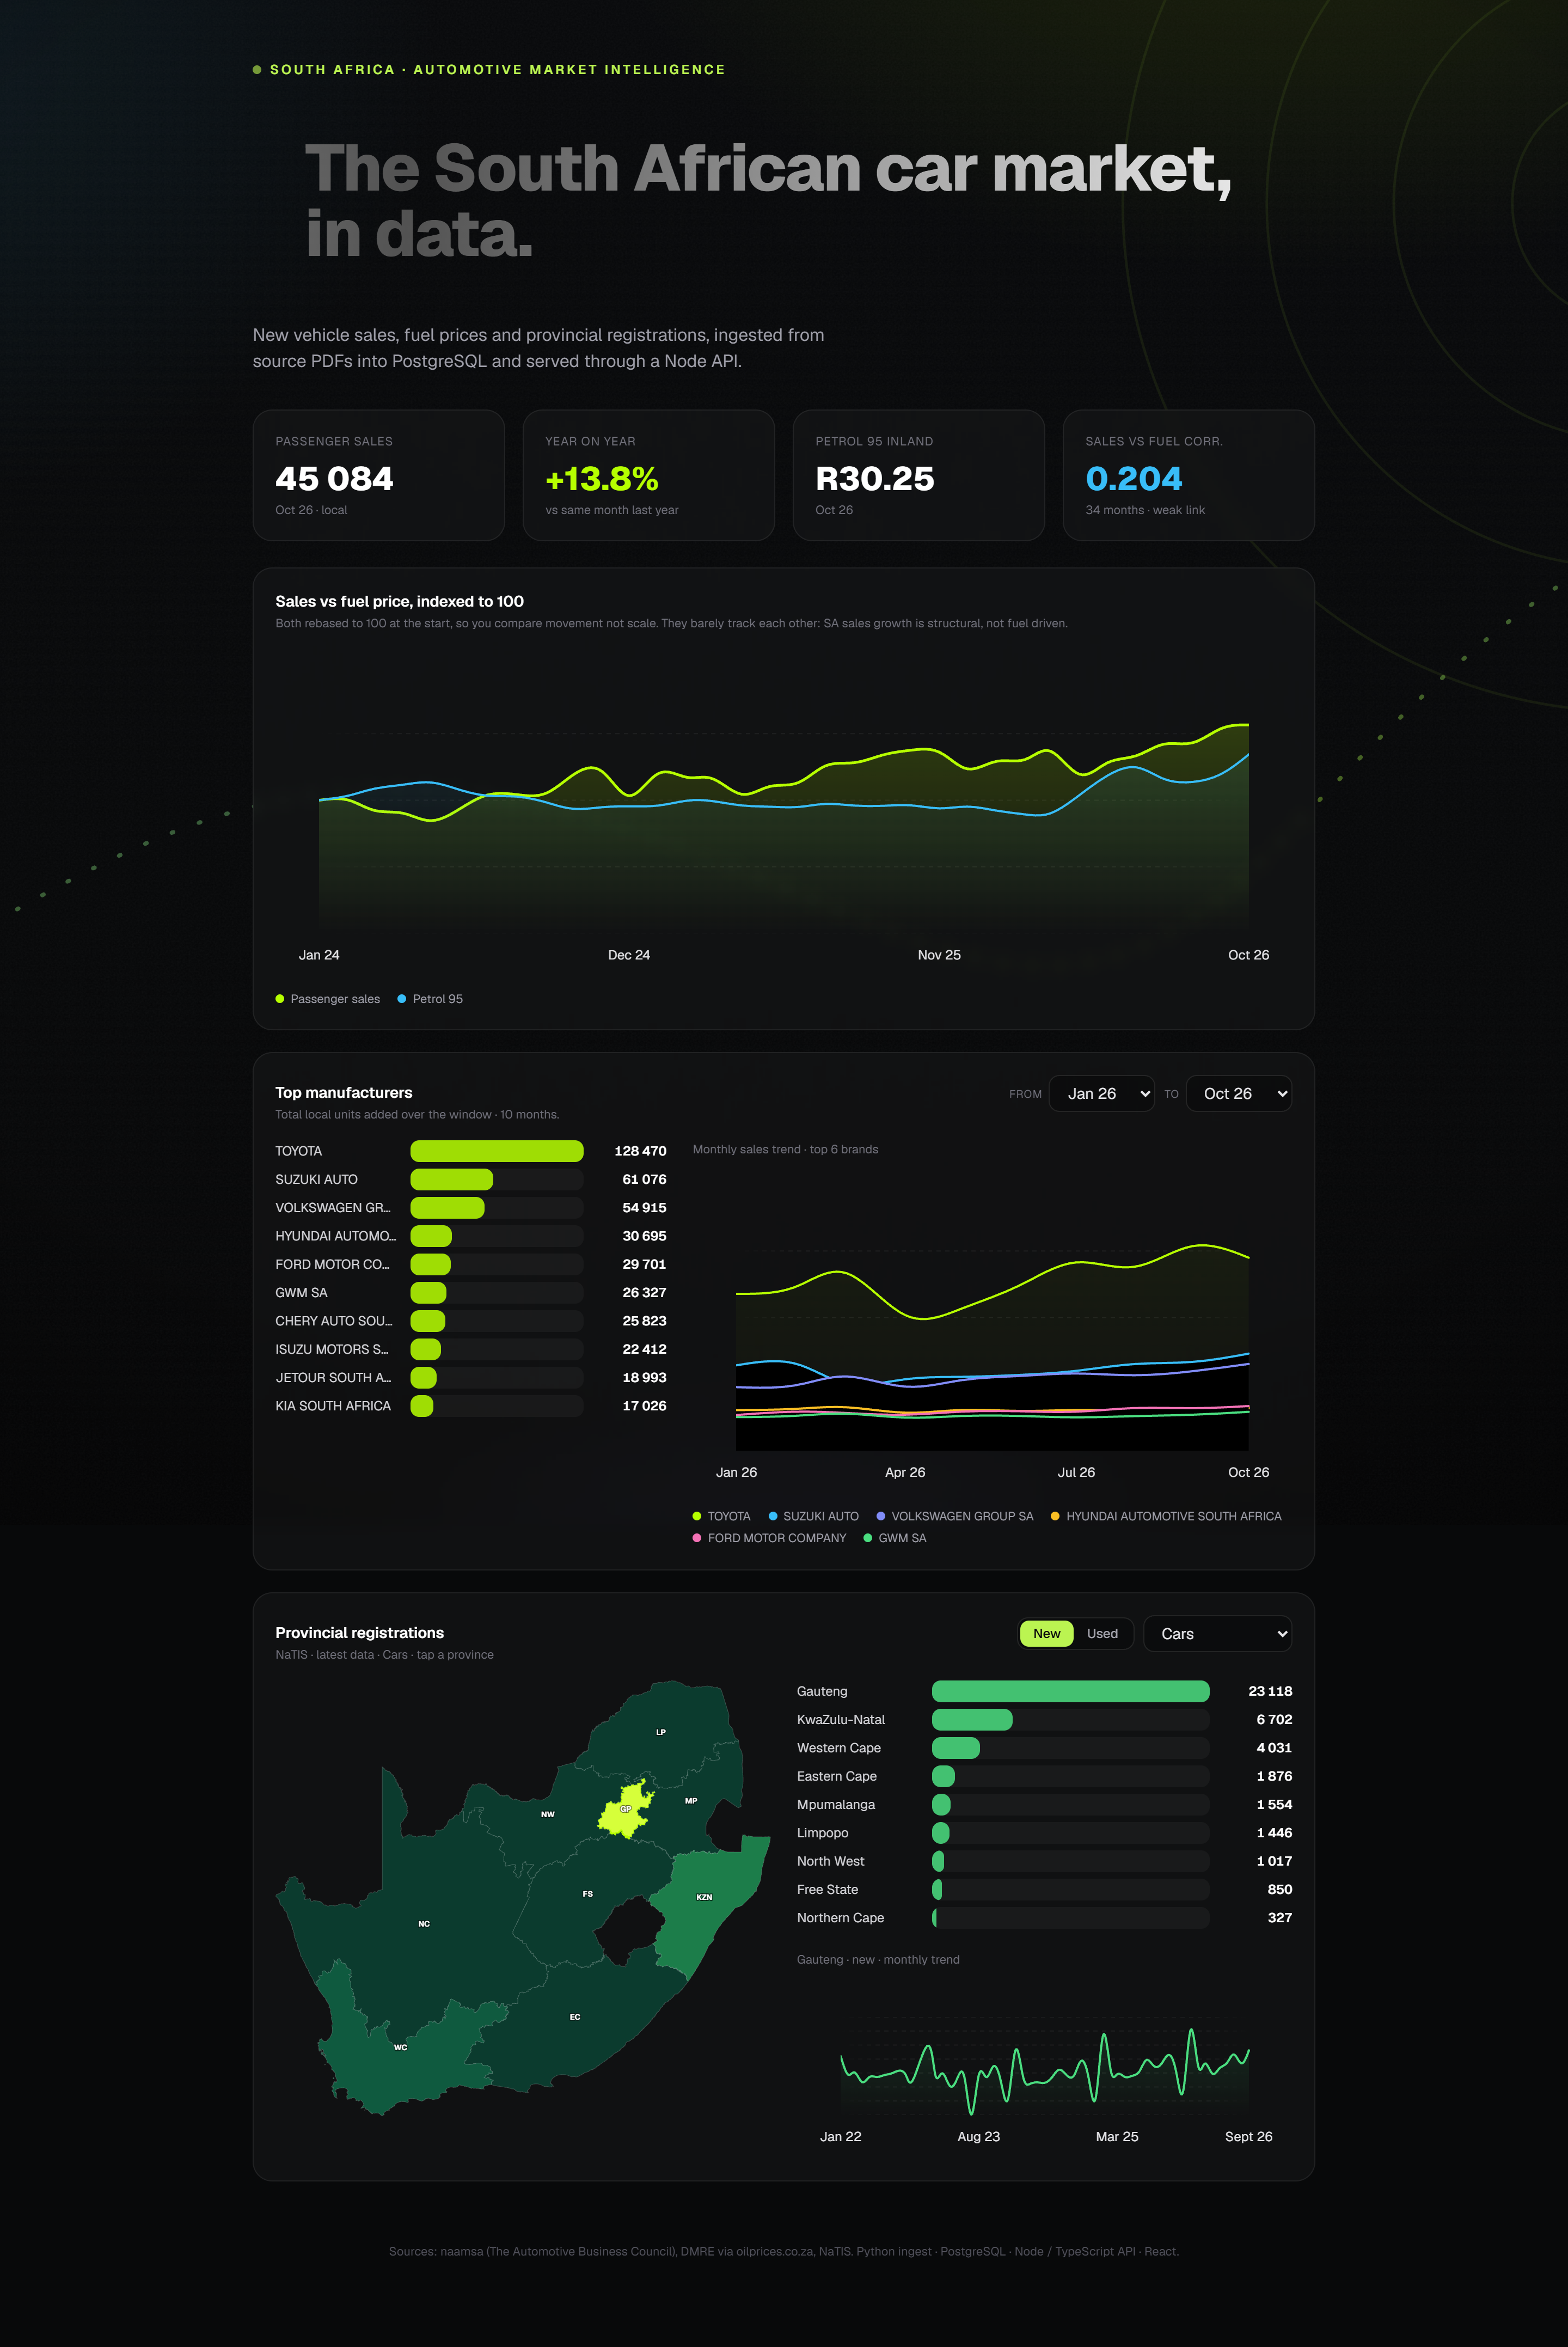 SOUTH AFRICA · AUTOMOTIVE MARKET INTELLIGENCE
The South African car market,
in data.
New vehicle sales, fuel prices and provincial registrations, ingested from
source PDFs into PostgreSQL and served through a Node API.
PASSENGER SALES
45 084
Oct 26 · local
YEAR ON YEAR
+13.8%
vs same month last year
PETROL 95 INLAND
R30.25
Oct 26
SALES VS FUEL CORR.
0.204
34 months · weak link
Sales vs fuel price, indexed to 100
Both rebased to 100 at the start, so you compare movement not scale. They barely track each other: SA sales growth is structural, not fuel driven.
Jan 24 Dec 24 Nov 25 Oct 26
Passenger sales Petrol 95
Top manufacturers
Total local units added over the window · 10 months.
FROM Jan 26 TO Oct 26
TOYOTA 128 470
SUZUKI AUTO 61 076
VOLKSWAGEN GR... 54 915
HYUNDAI AUTOMO... 30 695
FORD MOTOR CO... 29 701
GWM SA 26 327
CHERY AUTO SOU... 25 823
ISUZU MOTORS S... 22 412
JETOUR SOUTH A... 18 993
KIA SOUTH AFRICA 17 026
Monthly sales trend · top 6 brands
Jan 26 Apr 26 Jul 26 Oct 26
TOYOTA SUZUKI AUTO VOLKSWAGEN GROUP SA HYUNDAI AUTOMOTIVE SOUTH AFRICA
FORD MOTOR COMPANY GWM SA
Provincial registrations
NaTIS · latest data · Cars · tap a province
New Used Cars
LP
GP
MP
NW
FS
KZN
NC
EC
WC
Gauteng 23 118
KwaZulu-Natal 6 702
Western Cape 4 031
Eastern Cape 1 876
Mpumalanga 1 554
Limpopo 1 446
North West 1 017
Free State 850
Northern Cape 327
Gauteng · new · monthly trend
Jan 22 Aug 23 Mar 25 Sept 26
Sources: naamsa (The Automotive Business Council), DMRE via oilprices.co.za, NaTIS. Python ingest · PostgreSQL · Node / TypeScript API · React.